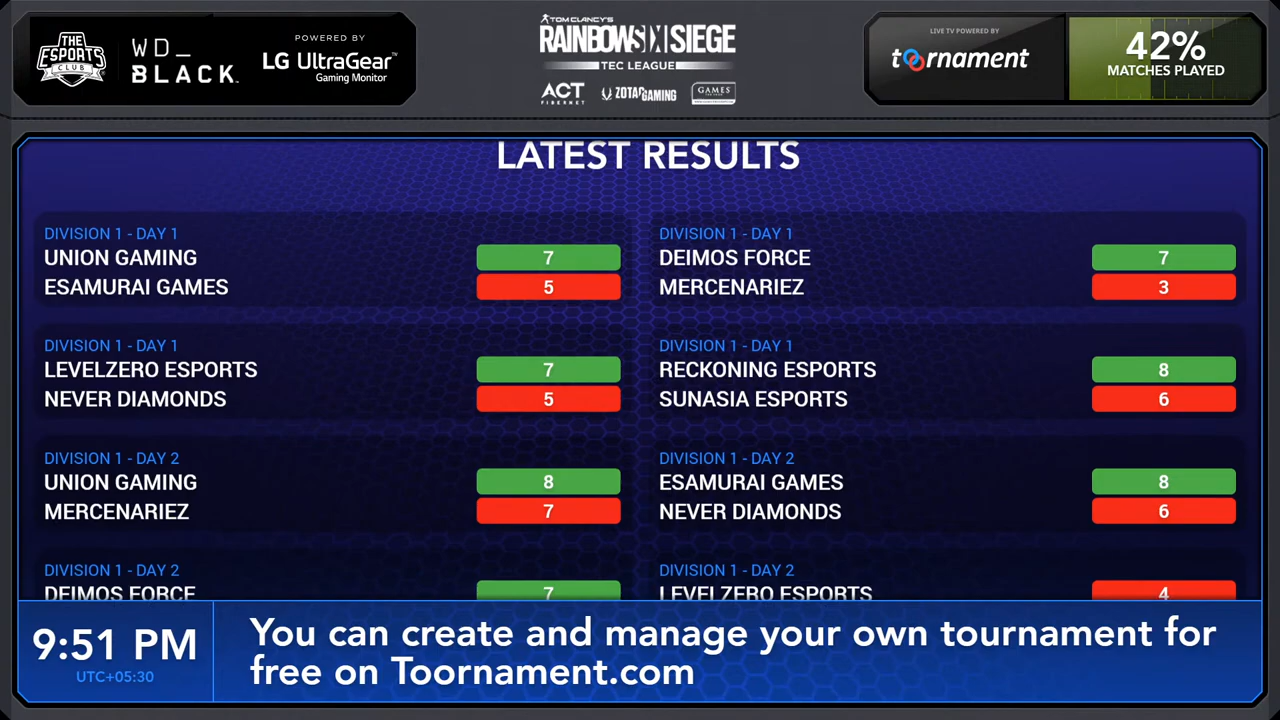 THE
ESPORTS
CLUB
WD_
BLACK.
POWERED BY
LG UltraGear™
Gaming Monitor
TOM CLANCY'S
RAINBOW SIX SIEGE
TEC LEAGUE
ACT
FIBERNET
ZOTAC GAMING
GAMES
LIVE TV POWERED BY
toornament
42%
MATCHES PLAYED
LATEST RESULTS
DIVISION 1 - DAY 1
UNION GAMING 7
ESAMURAI GAMES 5
DIVISION 1 - DAY 1
DEIMOS FORCE 7
MERCENARIEZ 3
DIVISION 1 - DAY 1
LEVELZERO ESPORTS 7
NEVER DIAMONDS 5
DIVISION 1 - DAY 1
RECKONING ESPORTS 8
SUNASIA ESPORTS 6
DIVISION 1 - DAY 2
UNION GAMING 8
MERCENARIEZ 7
DIVISION 1 - DAY 2
ESAMURAI GAMES 8
NEVER DIAMONDS 6
DIVISION 1 - DAY 2
DEIMOS FORCE 7
DIVISION 1 - DAY 2
LEVELZERO ESPORTS 4
9:51 PM
UTC+05:30
You can create and manage your own tournament for
free on Toornament.com